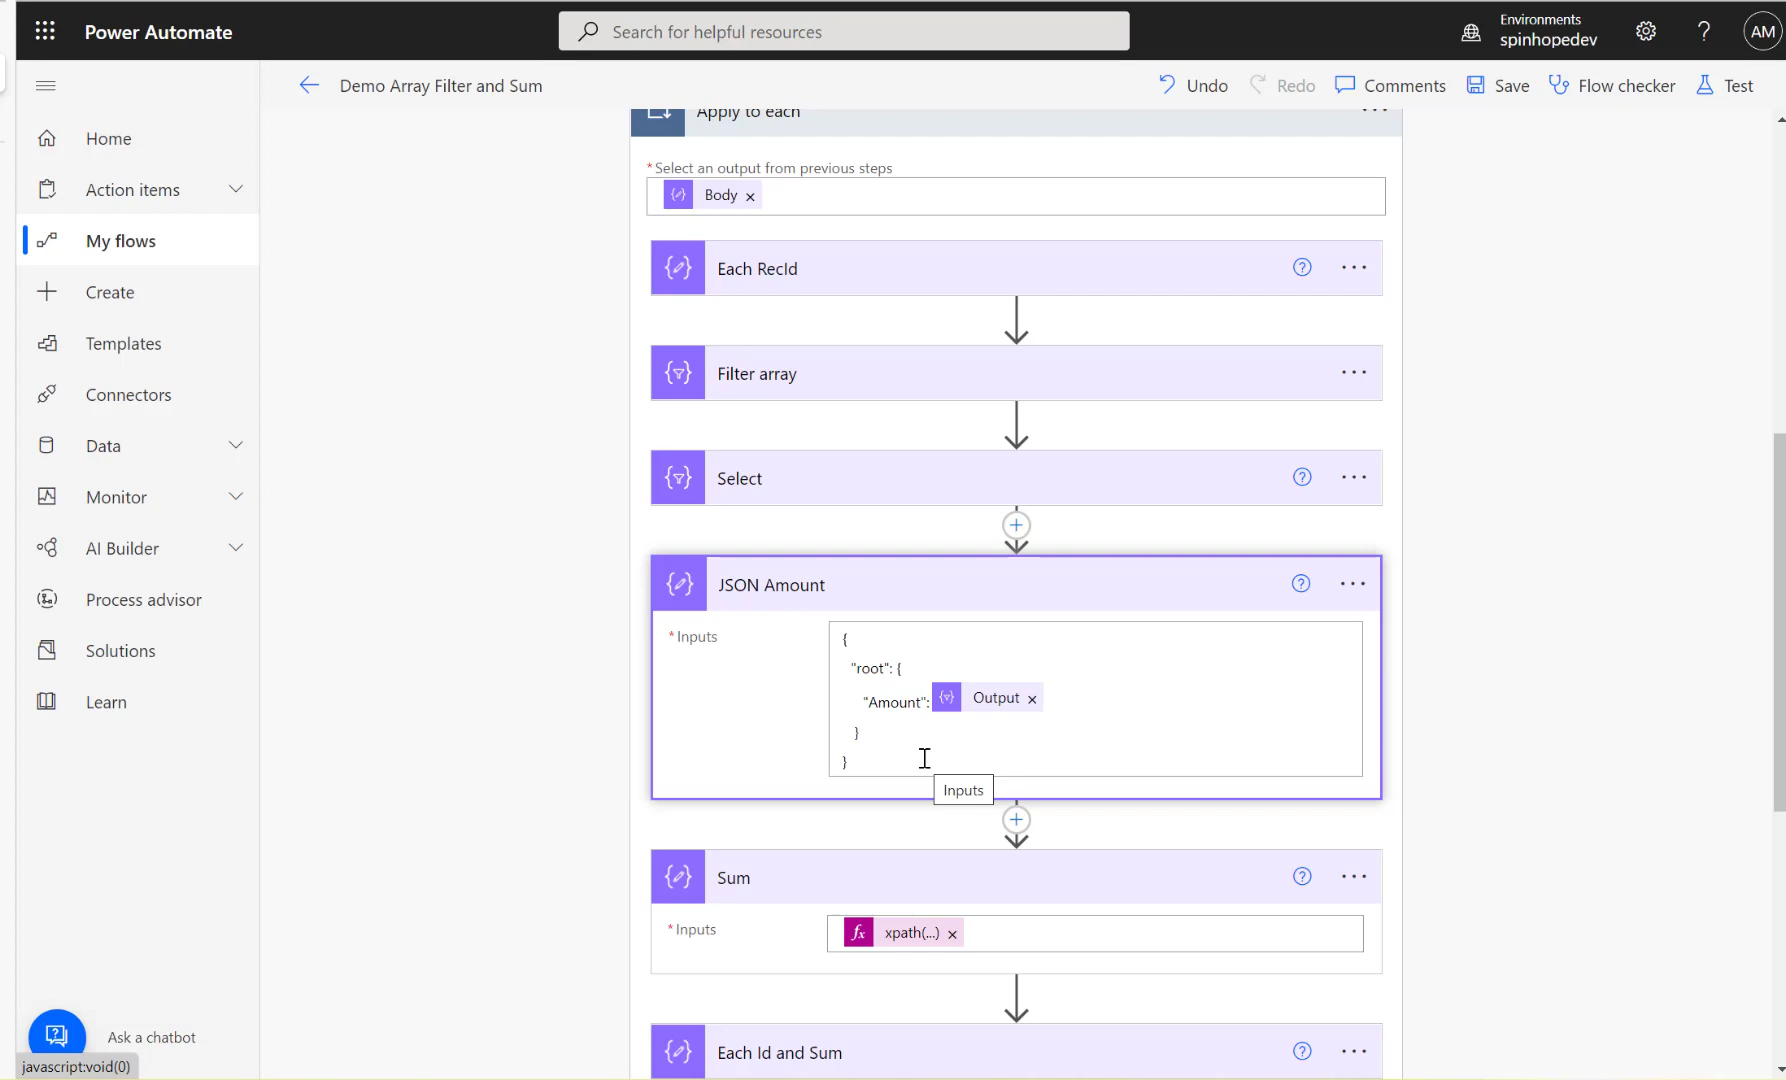 Power Automate
Search for helpful resources
Environments
spinhopedev
?
AM
Demo Array Filter and Sum
Undo
Redo
Comments
Save
Flow checker
Test
Home
Action items
My flows
Create
Templates
Connectors
Data
Monitor
AI Builder
Process advisor
Solutions
Learn
Ask a chatbot
javascript:void(0)
Apply to each
* Select an output from previous steps
Body
Each RecId
Filter array
Select
JSON Amount
* Inputs
{
"root": {
"Amount": Output
}
}
Inputs
Sum
* Inputs
fx xpath(...)
Each Id and Sum